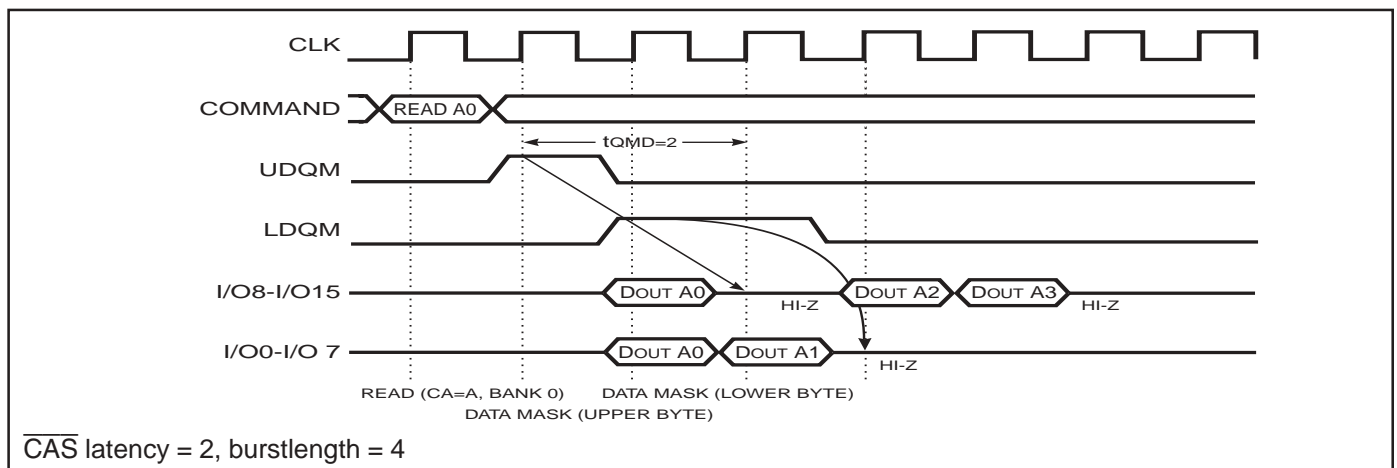 CLK
COMMAND READ A0
tQMD=2
UDQM
LDQM
I/O8-I/O15 DOUT A0 HI-Z DOUT A2 DOUT A3 HI-Z
I/O0-I/O 7 DOUT A0 DOUT A1 HI-Z
READ (CA=A, BANK 0) DATA MASK (LOWER BYTE)
DATA MASK (UPPER BYTE)
CAS latency = 2, burstlength = 4